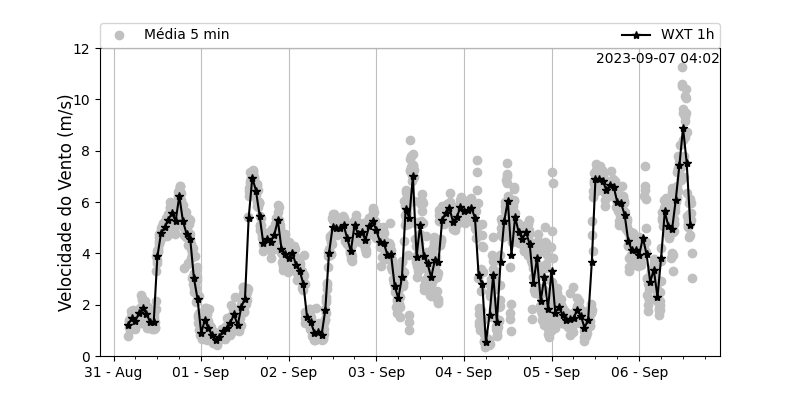 Média 5 min
WXT 1h
2023-09-07 04:02
Velocidade do Vento (m/s)
12
10
8
6
4
2
0
31 - Aug
01 - Sep
02 - Sep
03 - Sep
04 - Sep
05 - Sep
06 - Sep